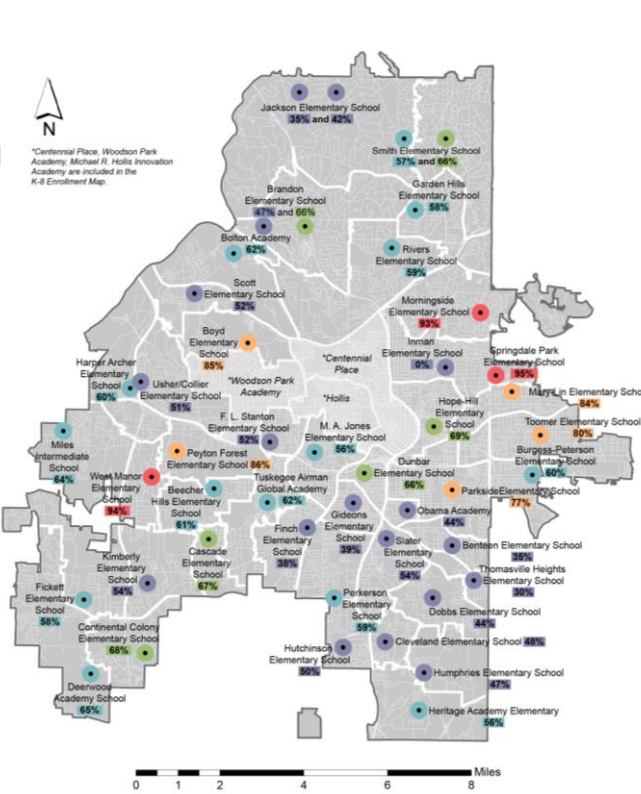 N
*Centennial Place, Woodson Park
Academy, Michael R. Hollis Innovation
Academy are included in the
K-8 Enrollment Map.
Jackson Elementary School
35% and 42%
Smith Elementary School
57% and 66%
Garden Hills
Elementary School
58%
Brandon
Elementary School
47% and 66%
Bolton Academy
62%
Rivers
Elementary School
59%
Scott
Elementary School
52%
Morningside
Elementary School
93%
Boyd
Elementary
School
85%
Inman
Elementary School
0%
*Centennial
Place
Springdale Park
Elementary School
95%
Harper Archer
Elementary
School
60%
Usher/Collier
Elementary School
51%
*Woodson Park
Academy
*Hollis
Mary Lin Elementary Scho
84%
Hope-Hill
Elementary
School
69%
F. L. Stanton
Elementary School
52%
M. A. Jones
Elementary School
56%
Toomer Elementary School
80%
Miles
Intermediate
School
64%
Peyton Forest
Elementary School 86%
Burgess-Peterson
Elementary School
60%
West Manor
Elementary
School
94%
Beecher
Hills Elementary
School
61%
Tuskegee Airman
Global Academy
62%
Dunbar
Elementary School
66%
Parkside Elementary School
77%
Obama Academy
44%
Gideons
Elementary
School
39%
Finch
Elementary
School
38%
Slater
Elementary
School
54%
Benteen Elementary School
35%
Cascade
Elementary
School
67%
Kimberly
Elementary
School
54%
Thomasville Heights
Elementary School
30%
Fickett
Elementary
School
58%
Perkerson
Elementary
School
59%
Dobbs Elementary School
44%
Continental Colony
Elementary School
68%
Cleveland Elementary School 48%
Hutchinson
Elementary School
50%
Humphries Elementary School
47%
Deerwood
Academy School
65%
Heritage Academy Elementary
56%
Miles
0 1 2 4 6 8